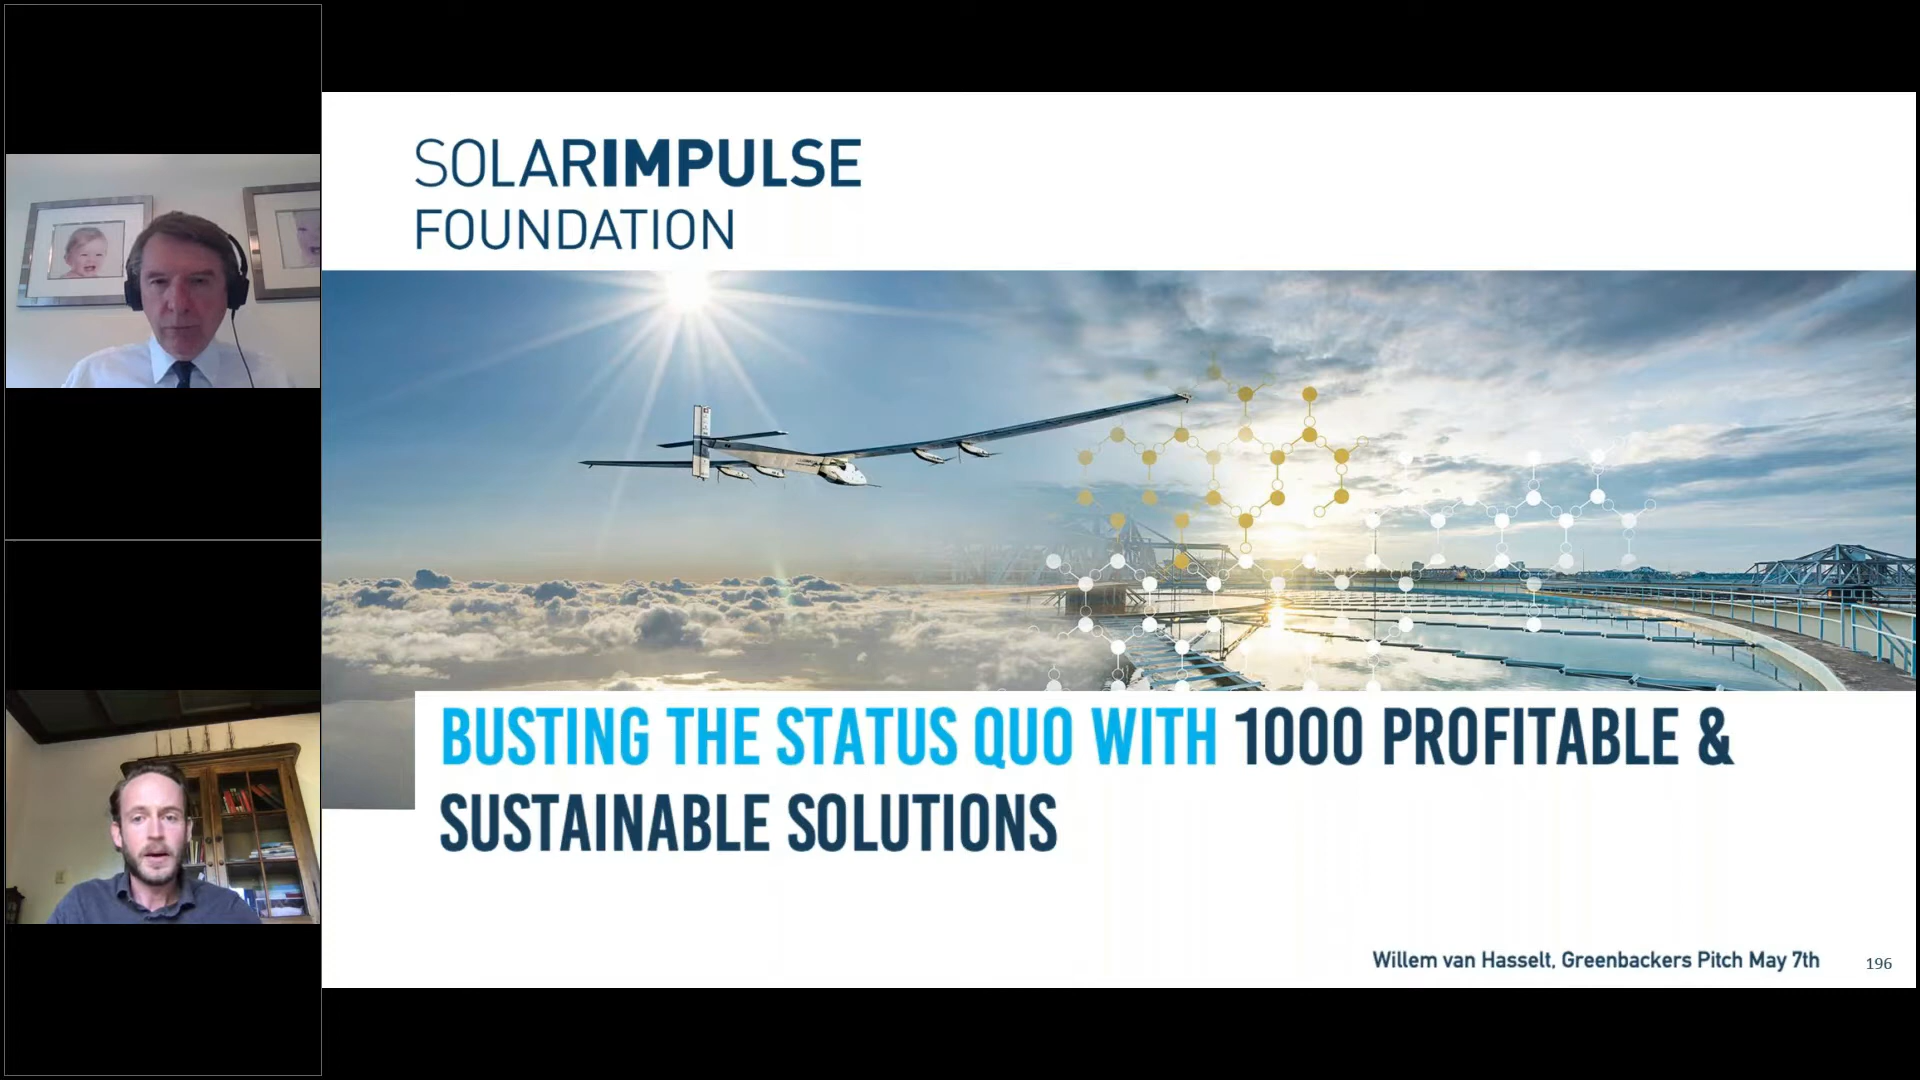 SOLARIMPULSE
FOUNDATION
BUSTING THE STATUS QUO WITH 1000 PROFITABLE &
SUSTAINABLE SOLUTIONS
Willem van Hasselt, Greenbackers Pitch May 7th
196